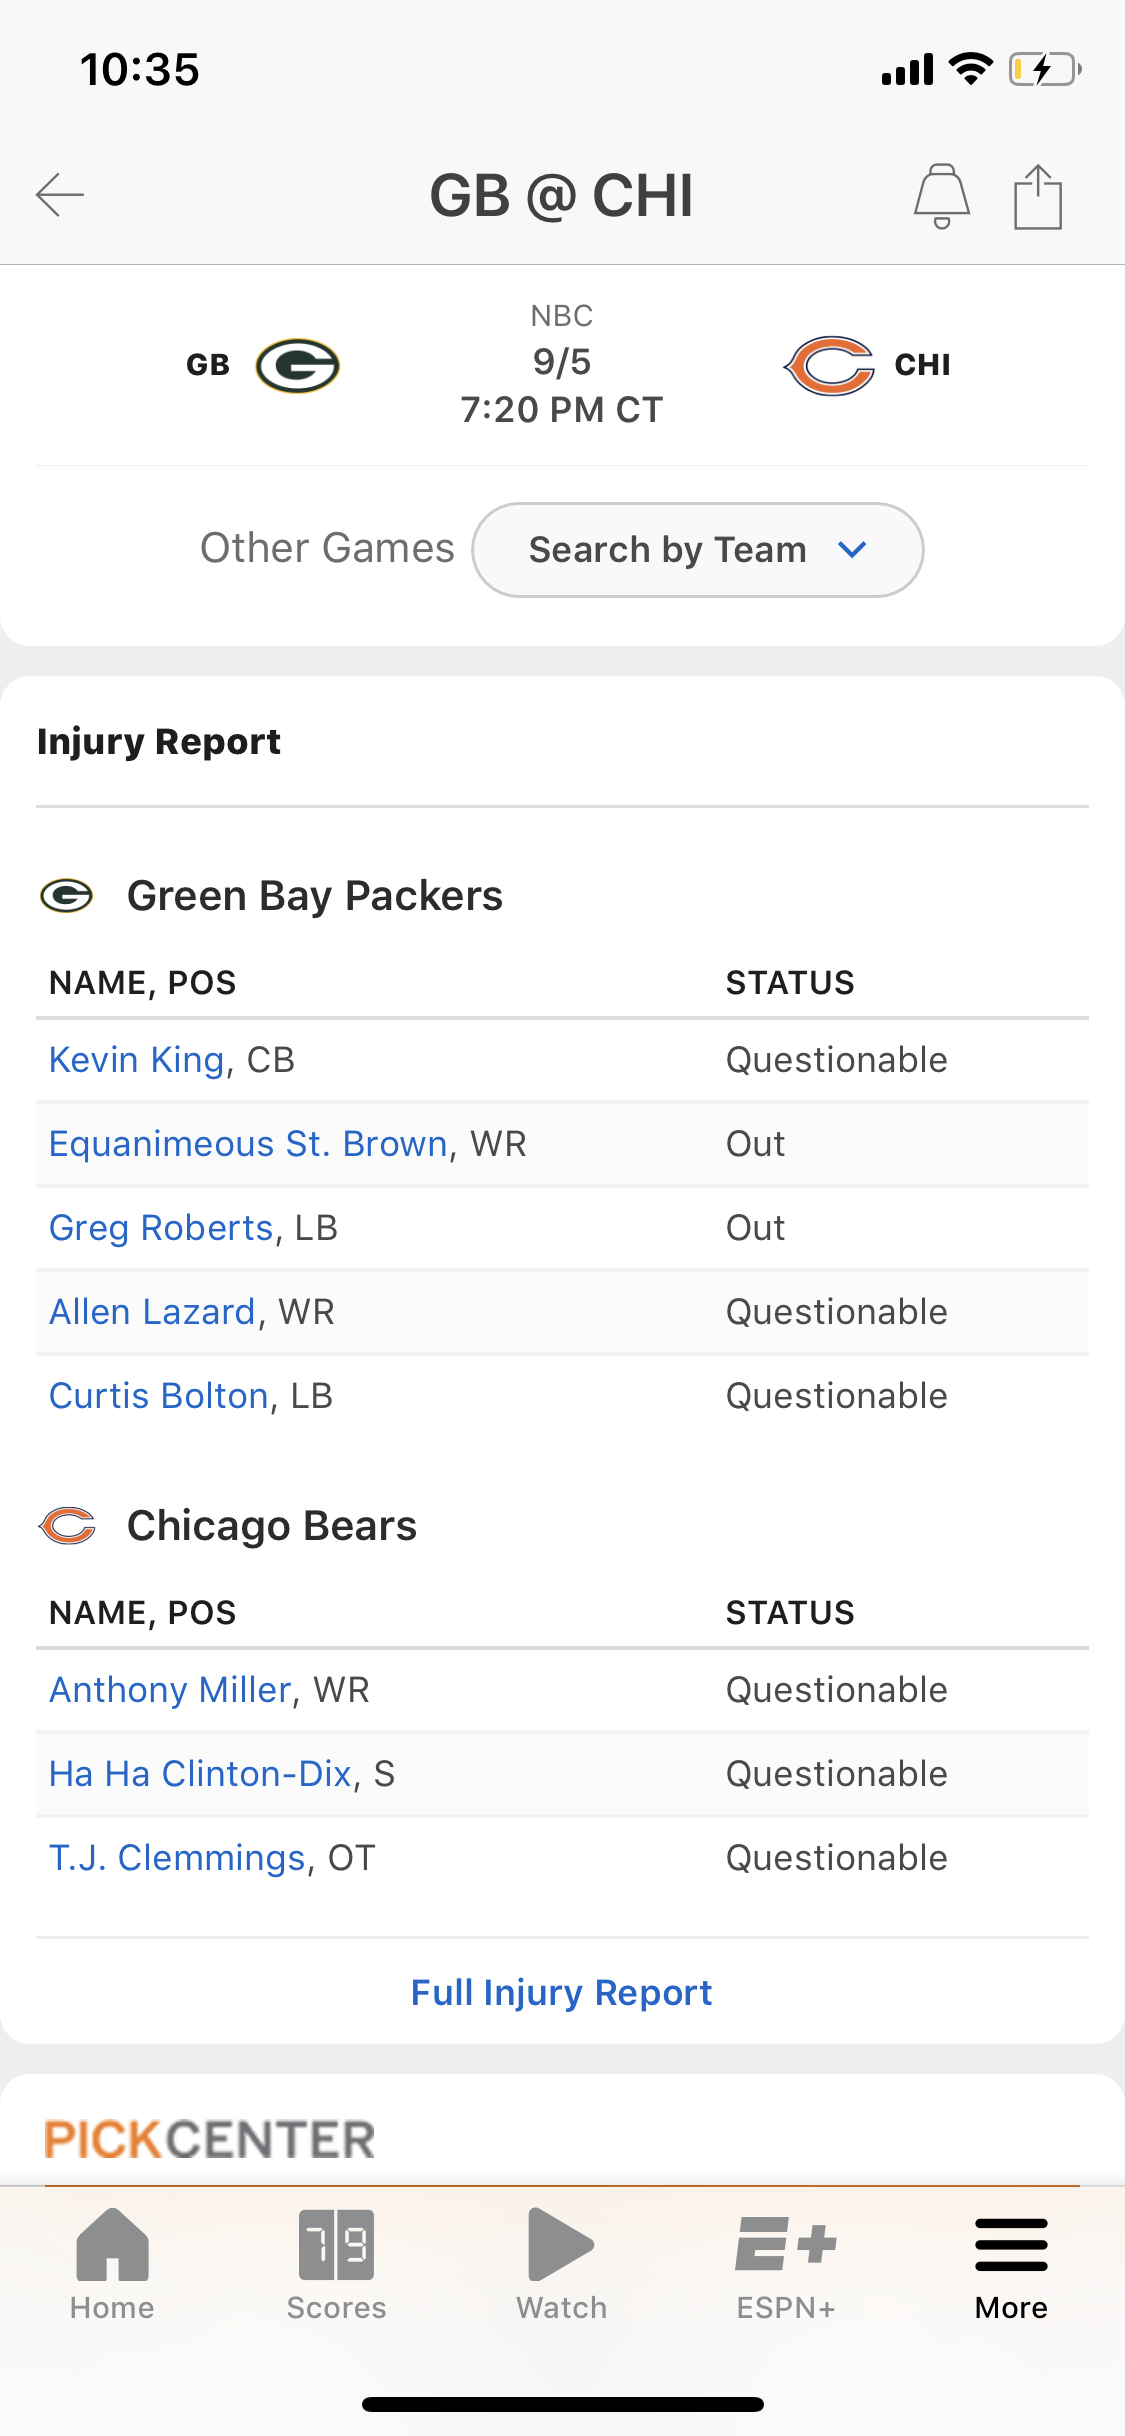 10:35
GB @ CHI
NBC
GB 9/5 CHI
7:20 PM CT
Other Games Search by Team
Injury Report
Green Bay Packers
NAME, POS STATUS
Kevin King, CB Questionable
Equanimeous St. Brown, WR Out
Greg Roberts, LB Out
Allen Lazard, WR Questionable
Curtis Bolton, LB Questionable
Chicago Bears
NAME, POS STATUS
Anthony Miller, WR Questionable
Ha Ha Clinton-Dix, S Questionable
T.J. Clemmings, OT Questionable
Full Injury Report
PICKCENTER
79 E+
Home Scores Watch ESPN+ More